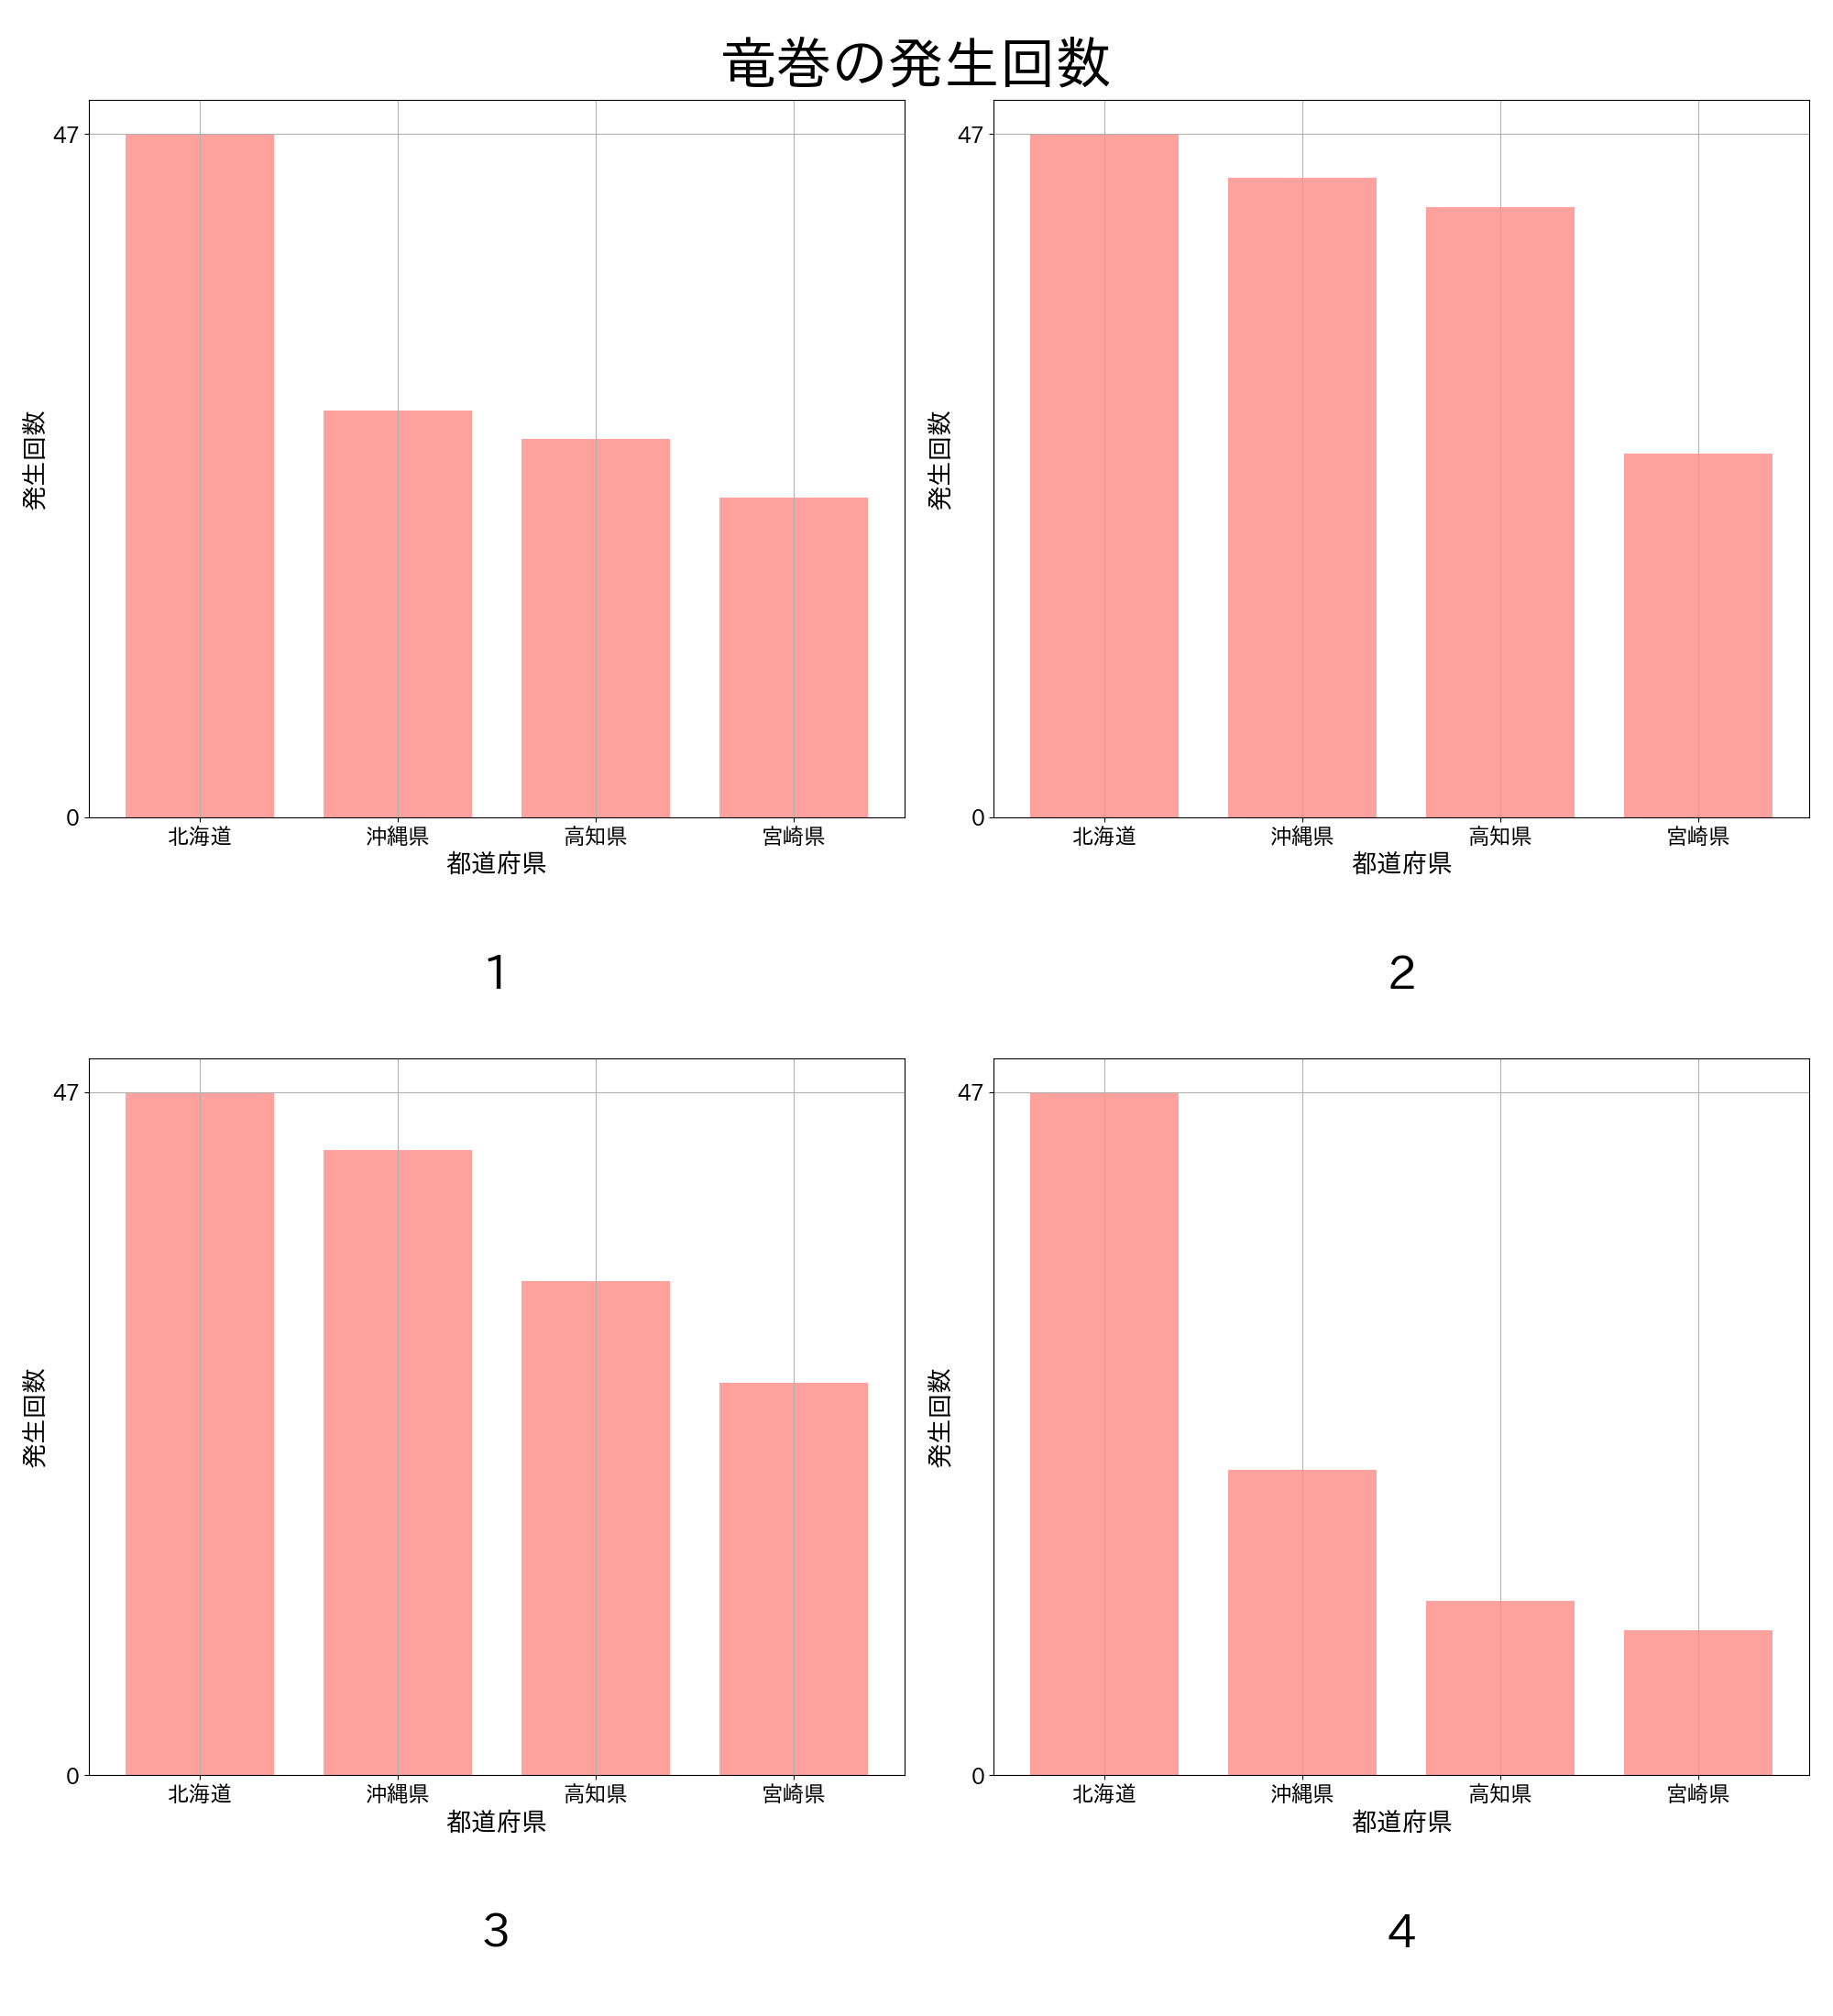 竜巻の発生回数
47
0
発生回数
北海道 沖縄県 高知県 宮崎県
都道府県
1
47
0
発生回数
北海道 沖縄県 高知県 宮崎県
都道府県
2
47
0
発生回数
北海道 沖縄県 高知県 宮崎県
都道府県
3
47
0
発生回数
北海道 沖縄県 高知県 宮崎県
都道府県
4